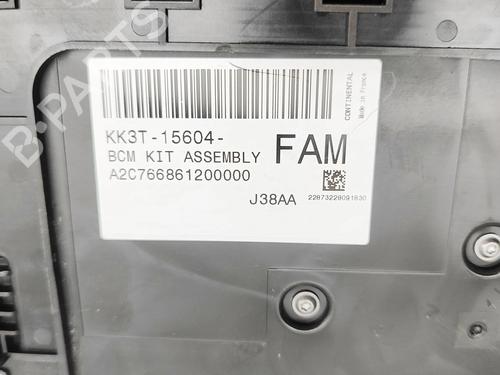 KK3T-15604-
BCM KIT ASSEMBLY
FAM
A2C766861200000
J38AA
22873228091830
CONTINENTAL
Made in France
B-PARTS